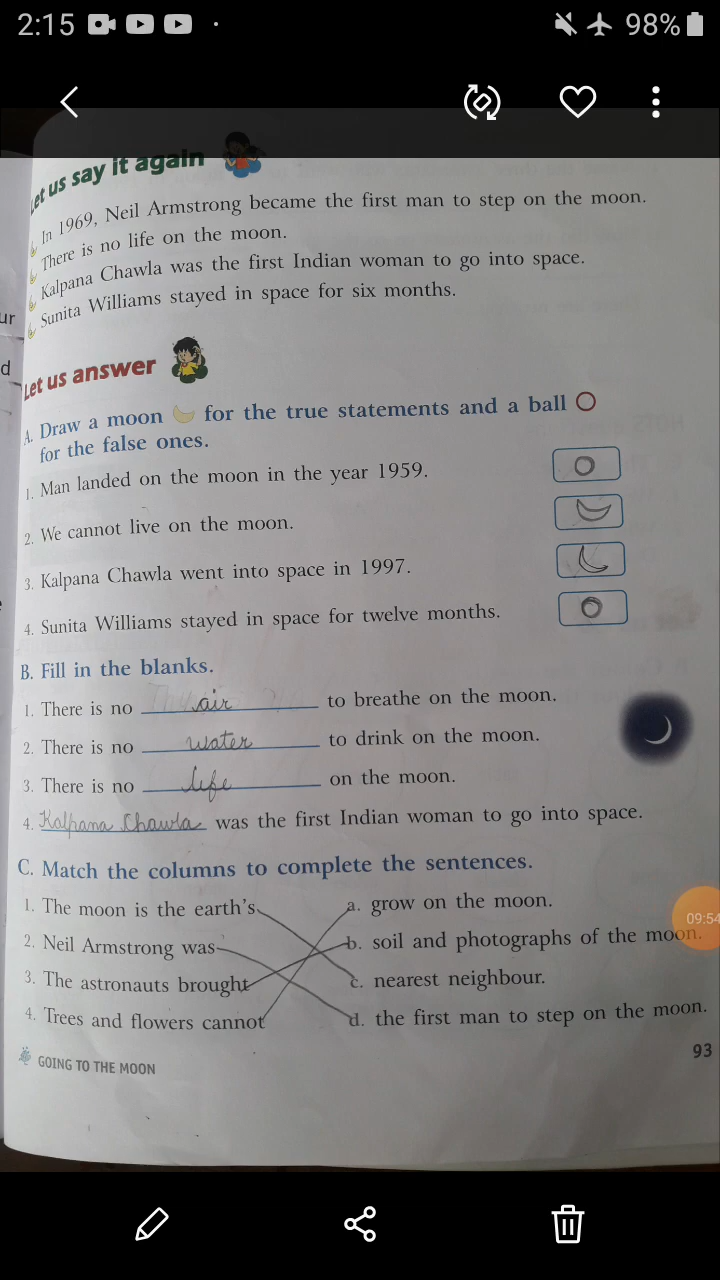 2:15
98%
Let us say it again
In 1969, Neil Armstrong became the first man to step on the moon.
There is no life on the moon.
Kalpana Chawla was the first Indian woman to go into space.
Sunita Williams stayed in space for six months.
ur
d
Let us answer
A. Draw a moon for the true statements and a ball
for the false ones.
1. Man landed on the moon in the year 1959.
2. We cannot live on the moon.
3. Kalpana Chawla went into space in 1997.
4. Sunita Williams stayed in space for twelve months.
B. Fill in the blanks.
1. There is no air to breathe on the moon.
2. There is no water to drink on the moon.
3. There is no life on the moon.
4. Kalpana Chawla was the first Indian woman to go into space.
C. Match the columns to complete the sentences.
1. The moon is the earth's a. grow on the moon.
09:54
2. Neil Armstrong was b. soil and photographs of the moon.
3. The astronauts brought c. nearest neighbour.
4. Trees and flowers cannot d. the first man to step on the moon.
GOING TO THE MOON 93